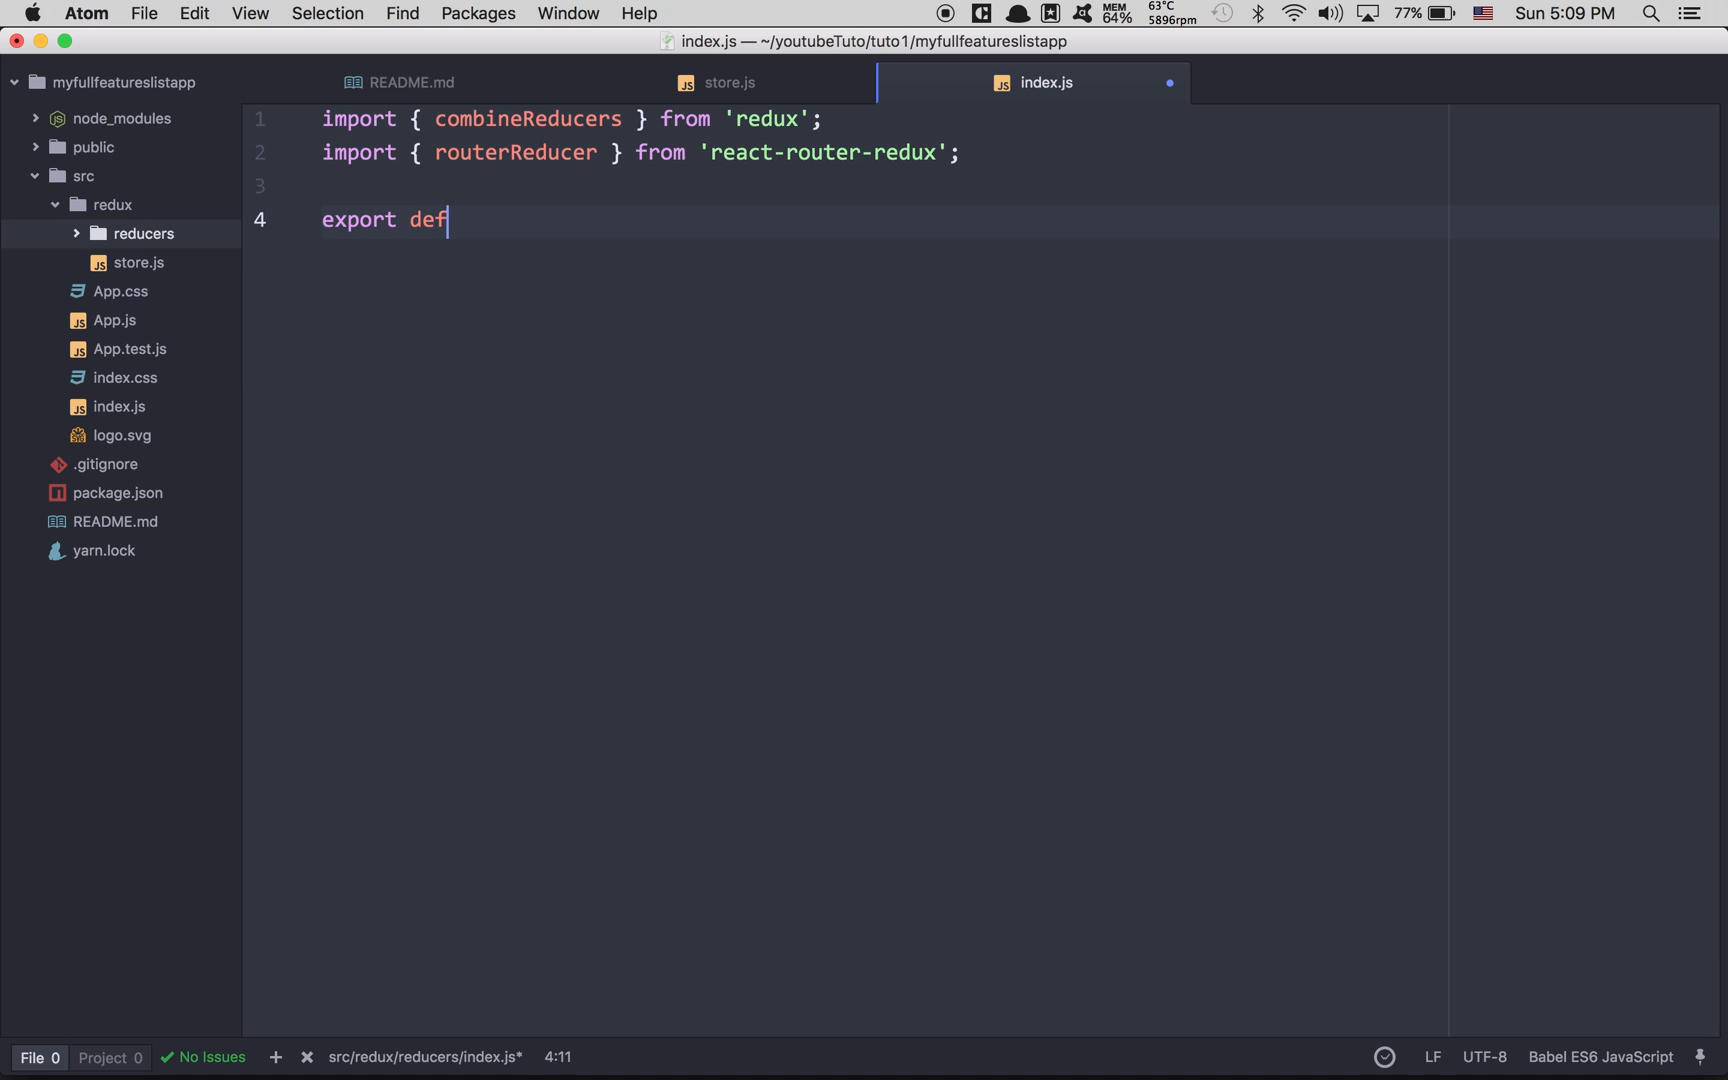 Atom File Edit View Selection Find Packages Window Help MEM 64% 63°C 5896rpm 77% Sun 5:09 PM
index.js — ~/youtubeTuto/tuto1/myfullfeatureslistapp
myfullfeatureslistapp
README.md
store.js
index.js
node_modules
public
src
redux
reducers
store.js
App.css
App.js
App.test.js
index.css
index.js
logo.svg
.gitignore
package.json
README.md
yarn.lock
1 import { combineReducers } from 'redux';
2 import { routerReducer } from 'react-router-redux';
3
4 export def
File 0 Project 0 No Issues src/redux/reducers/index.js* 4:11 LF UTF-8 Babel ES6 JavaScript